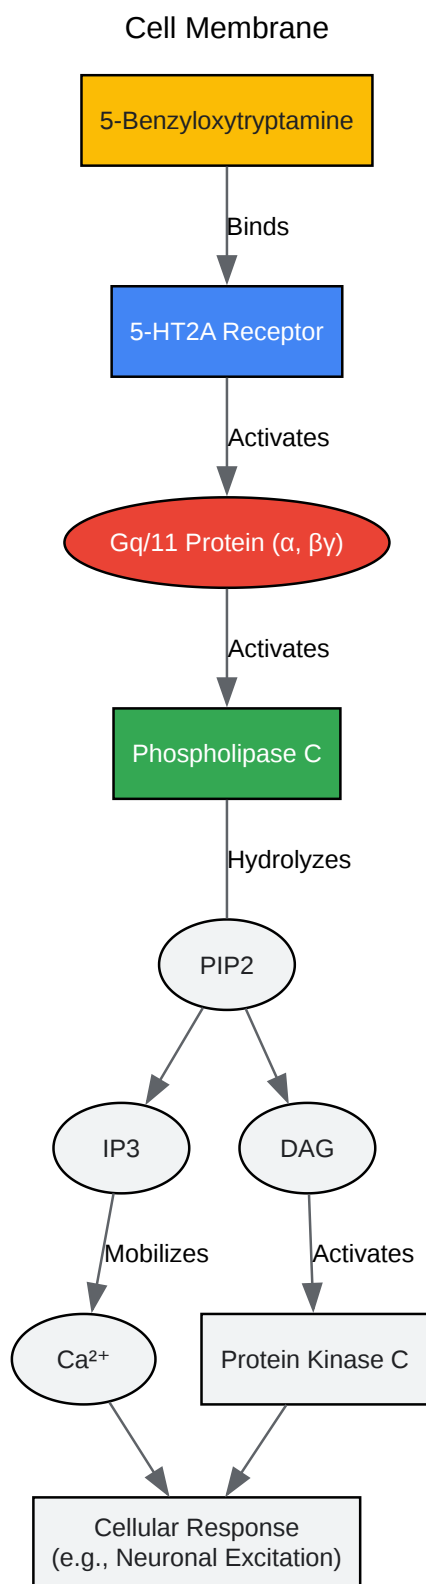 Cell Membrane
5-Benzyloxytryptamine
Binds
5-HT2A Receptor
Activates
Gq/11 Protein (α, βγ)
Activates
Phospholipase C
Hydrolyzes
PIP2
IP3
DAG
Mobilizes
Activates
Ca²⁺
Protein Kinase C
Cellular Response
(e.g., Neuronal Excitation)